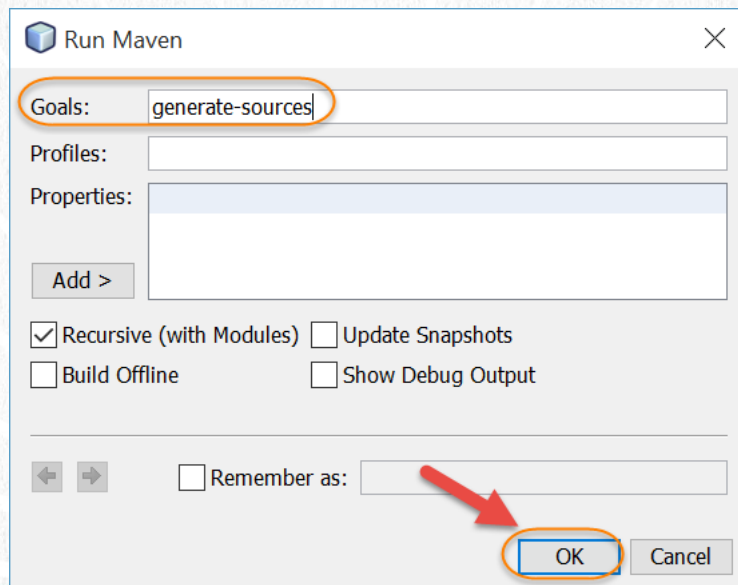 Run Maven
Goals: generate-sources
Profiles:
Properties:
Add >
Recursive (with Modules) Update Snapshots
Build Offline Show Debug Output
Remember as:
OK Cancel